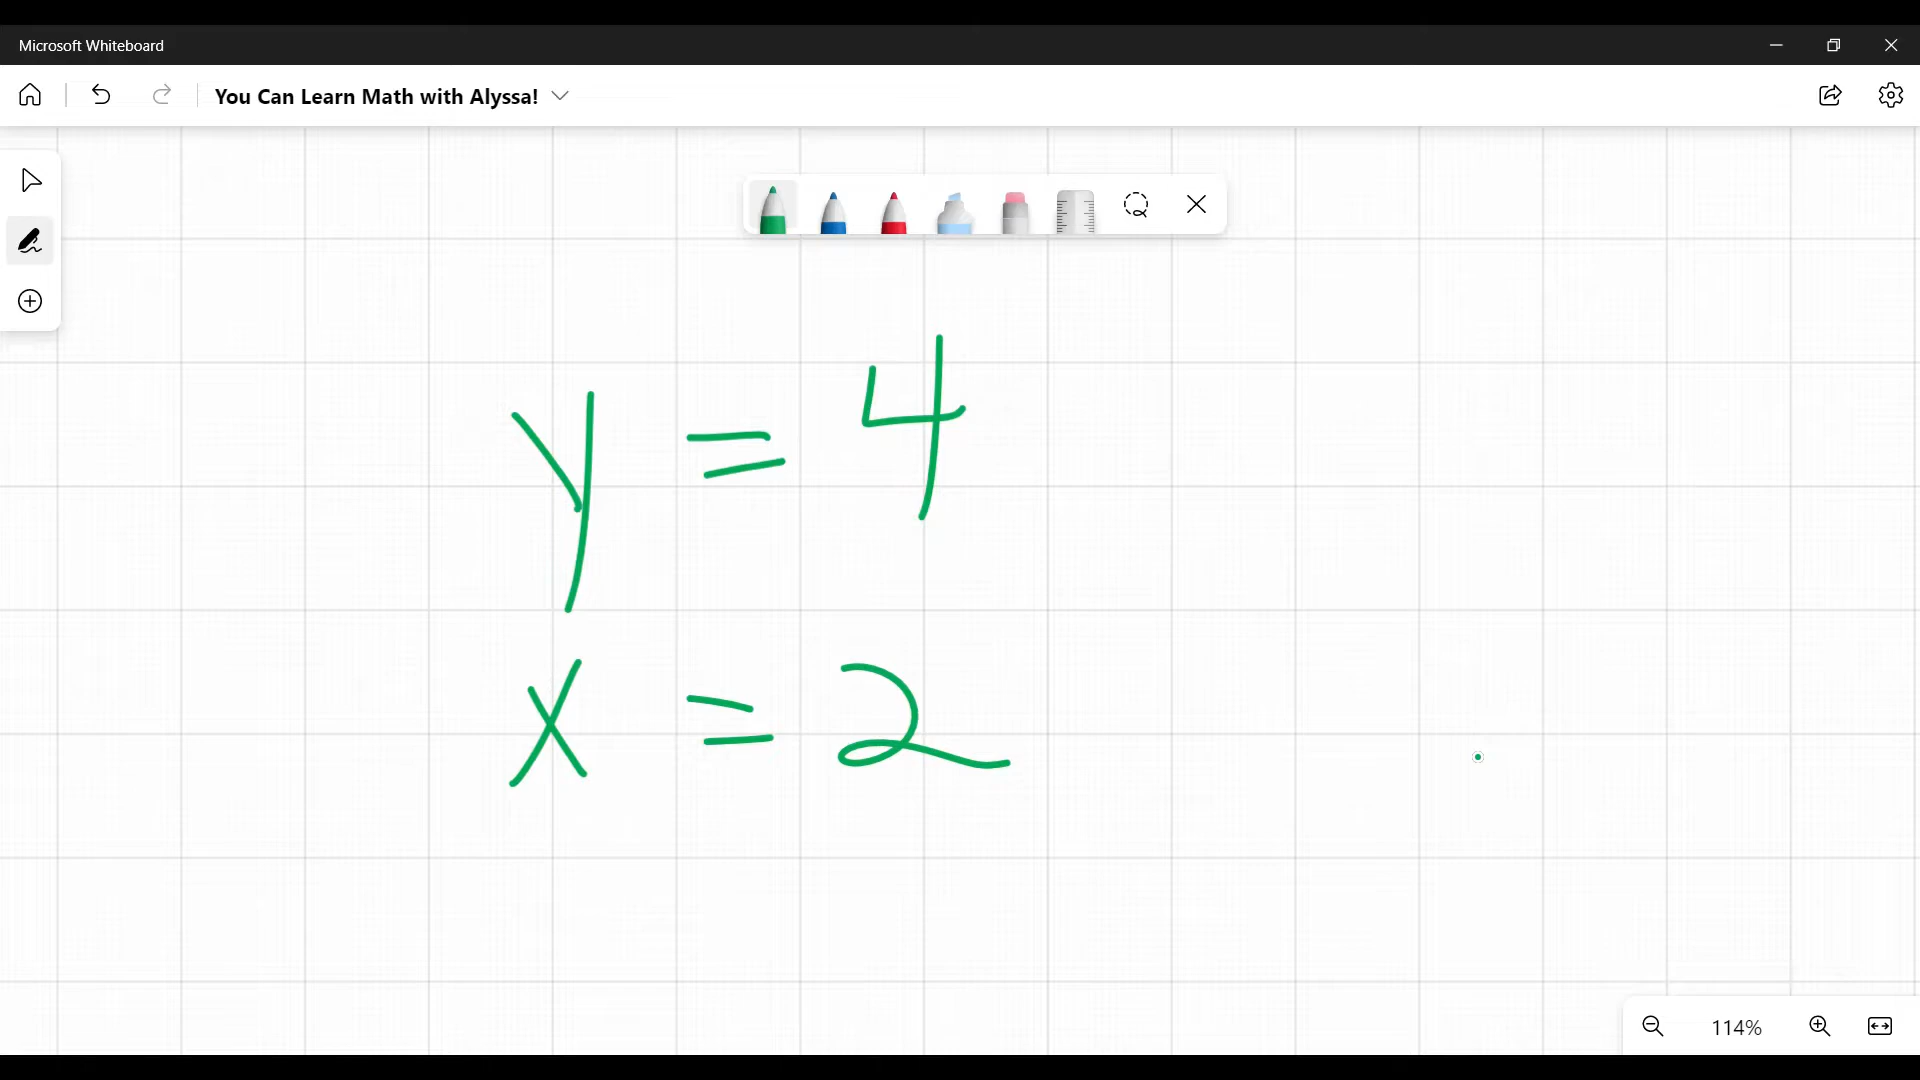 Microsoft Whiteboard
You Can Learn Math with Alyssa!
y = 4
x = 2
114%